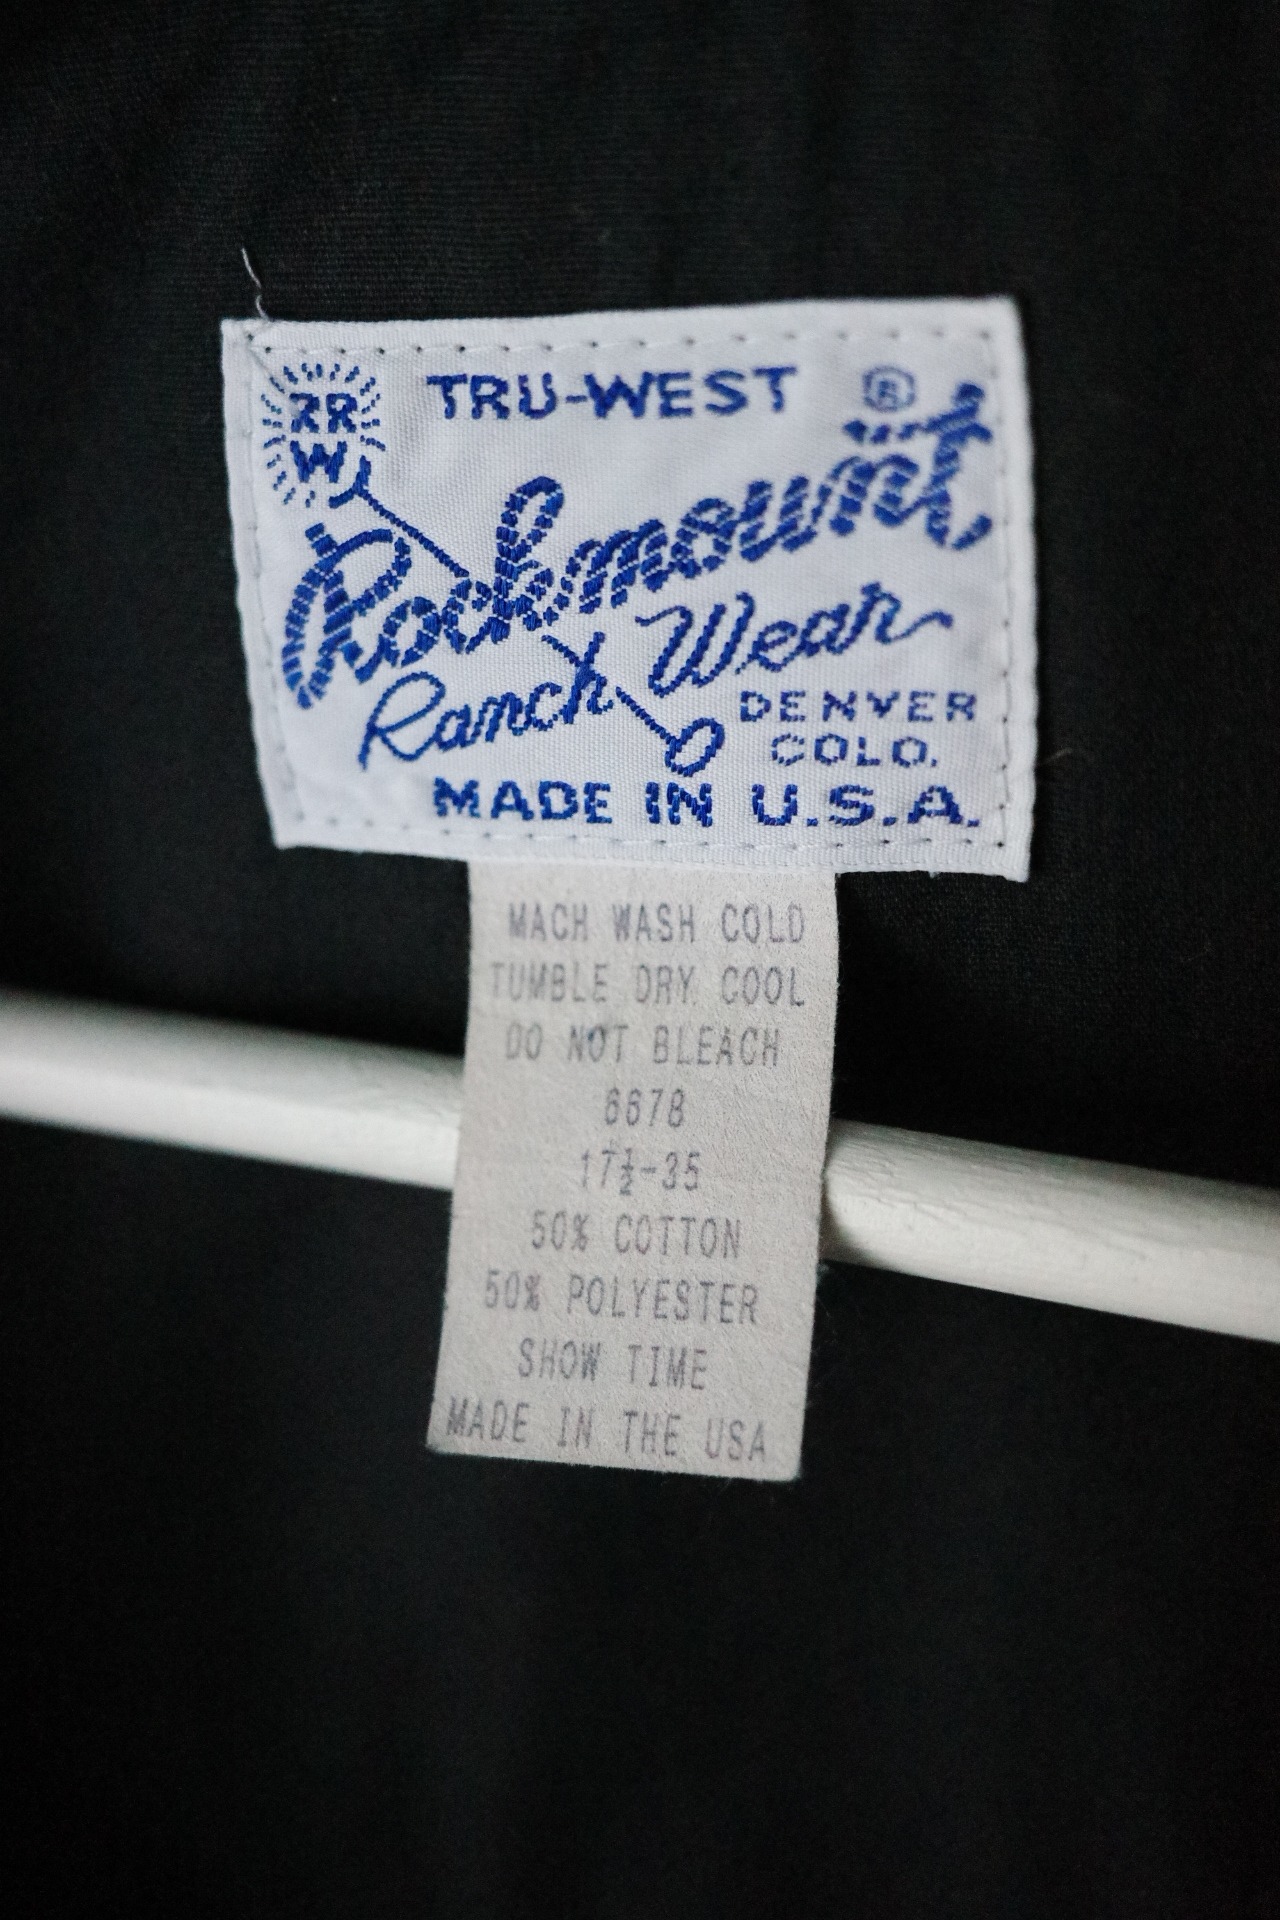 TRU-WEST ®
RR
W
Rockmount
Ranch Wear
DENVER
COLO.
MADE IN U.S.A.
MACH WASH COLD
TUMBLE DRY COOL
DO NOT BLEACH
6678
17½-35
50% COTTON
50% POLYESTER
SHOW TIME
MADE IN THE USA